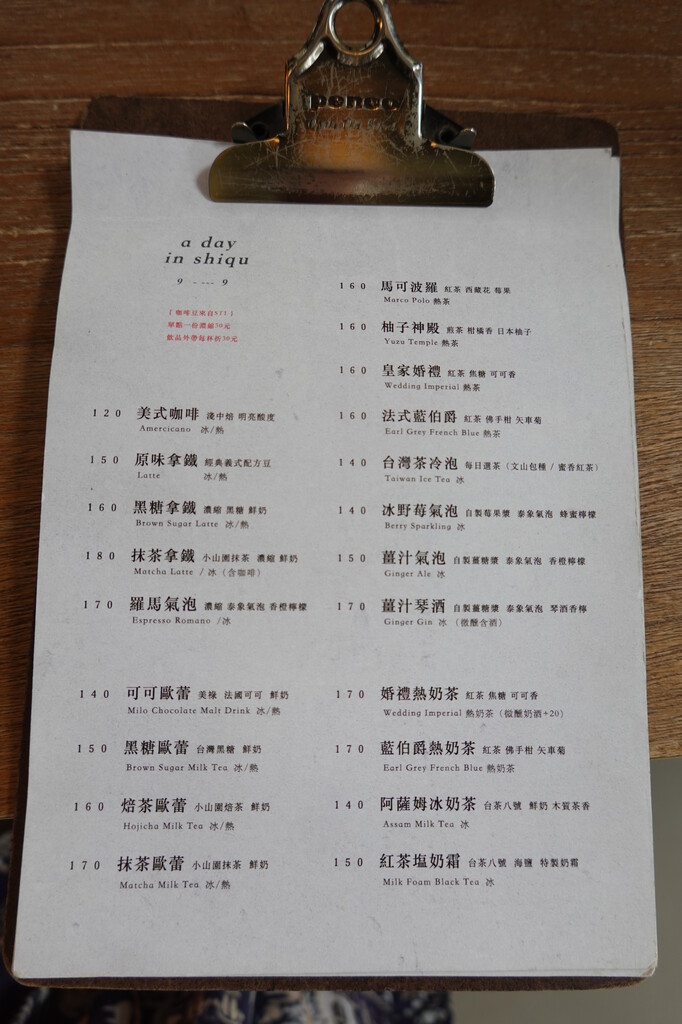 penco
a day
in shiqu
9 - --- 9
單點一份濃縮50元
飲品外帶每杯折30元
120 美式咖啡 淺中焙 明亮酸度
Amercicano 冰/熱
150 原味拿鐵 經典義式配方豆
Latte 冰/熱
160 黑糖拿鐵 濃縮 黑糖 鮮奶
Brown Sugar Latte 冰/熱
180 抹茶拿鐵 小山園抹茶 濃縮 鮮奶
Matcha Latte / 冰（含咖啡）
170 羅馬氣泡 濃縮 泰象氣泡 香橙檸檬
Espresso Romano /冰
140 可可歐蕾 美祿 法國可可 鮮奶
Milo Chocolate Malt Drink 冰/熱
150 黑糖歐蕾 台灣黑糖 鮮奶
Brown Sugar Milk Tea 冰/熱
160 焙茶歐蕾 小山園焙茶 鮮奶
Hojicha Milk Tea 冰/熱
170 抹茶歐蕾 小山園抹茶 鮮奶
Matcha Milk Tea 冰/熱
160 馬可波羅 紅茶 西藏花 莓果
Marco Polo 熱茶
160 柚子神殿 煎茶 柑橘香 日本柚子
Yuzu Temple 熱茶
160 皇家婚禮 紅茶 焦糖 可可香
Wedding Imperial 熱茶
160 法式藍伯爵 紅茶 佛手柑 矢車菊
Earl Grey French Blue 熱茶
140 台灣茶冷泡 每日選茶（文山包種 / 蜜香紅茶）
Taiwan Ice Tea 冰
140 冰野莓氣泡 自製莓果漿 泰象氣泡 蜂蜜檸檬
Berry Sparkling 冰
150 薑汁氣泡 自製薑糖漿 泰象氣泡 香橙檸檬
Ginger Ale 冰
170 薑汁琴酒 自製薑糖漿 泰象氣泡 琴酒香檸
Ginger Gin 冰（微醺含酒）
170 婚禮熱奶茶 紅茶 焦糖 可可香
Wedding Imperial 熱奶茶（微醺奶酒+20）
170 藍伯爵熱奶茶 紅茶 佛手柑 矢車菊
Earl Grey French Blue 熱奶茶
140 阿薩姆冰奶茶 台茶八號 鮮奶 木質茶香
Assam Milk Tea 冰
150 紅茶塩奶霜 台茶八號 海鹽 特製奶霜
Milk Foam Black Tea 冰